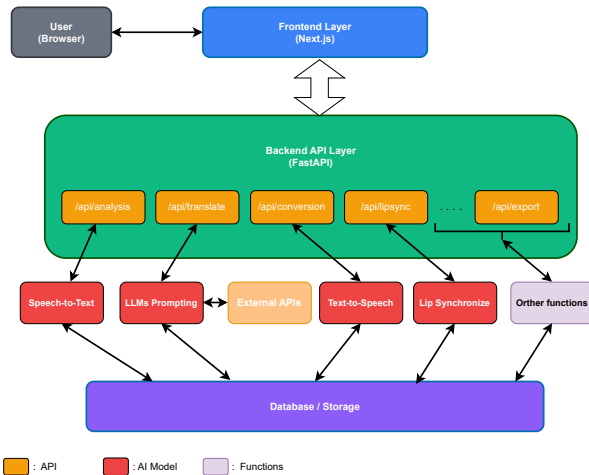 User
(Browser)
Frontend Layer
(Next.js)
Backend API Layer
(FastAPI)
/api/analysis
/api/translate
/api/conversion
/api/lipsync
. . . .
/api/export
Speech-to-Text
LLMs Prompting
External APIs
Text-to-Speech
Lip Synchronize
Orther functions
Database / Storage
: API
: AI Model
: Functions